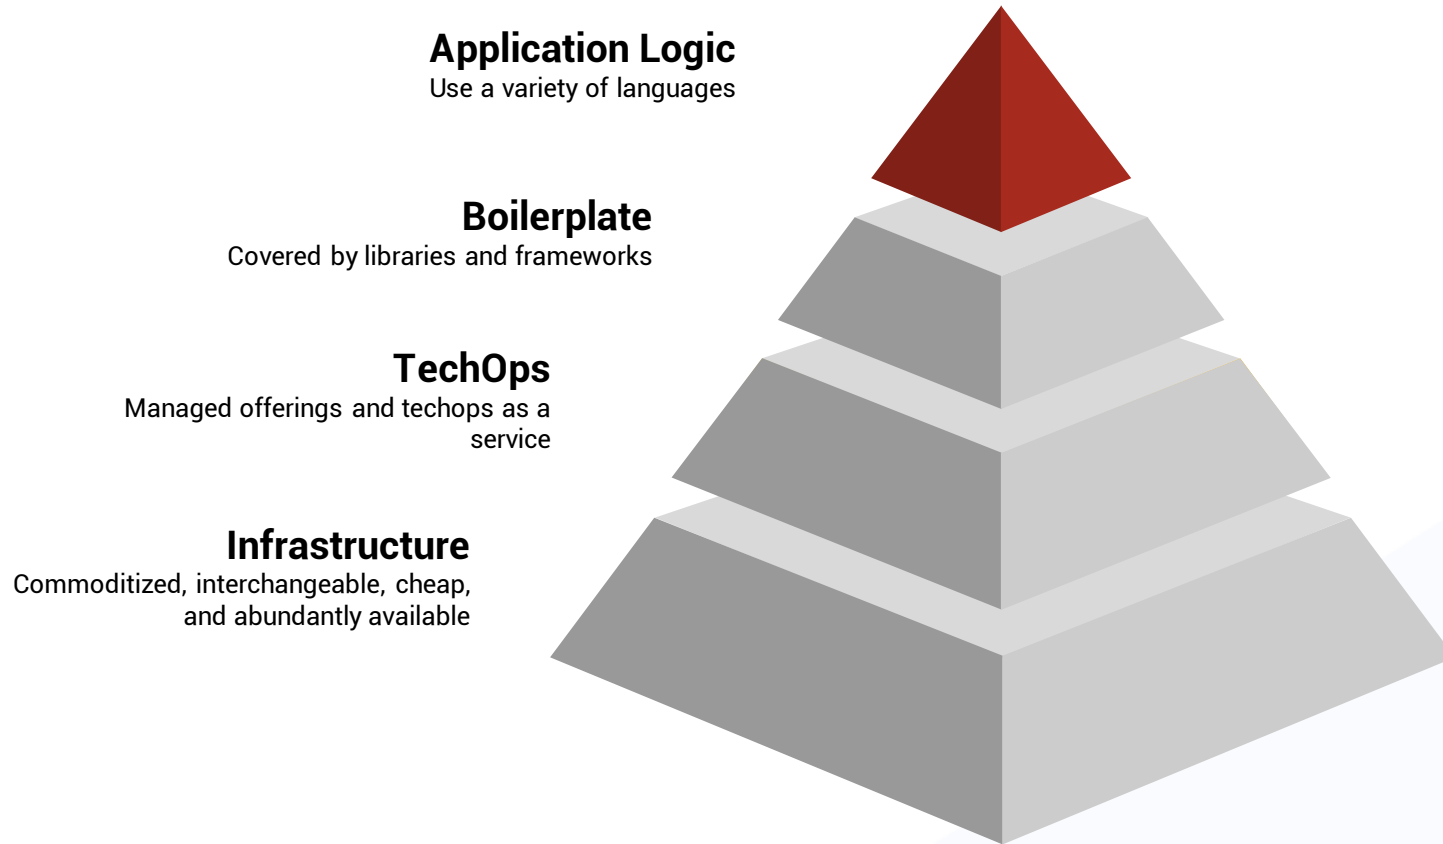 Application Logic
Use a variety of languages
Boilerplate
Covered by libraries and frameworks
TechOps
Managed offerings and techops as a
service
Infrastructure
Commoditized, interchangeable, cheap,
and abundantly available